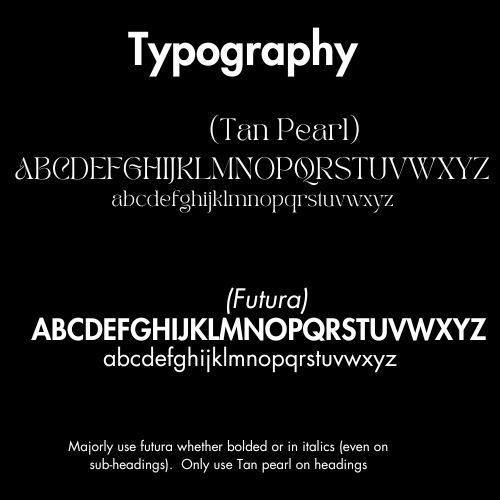 Typography
(Tan Pearl)
ABCDEFGHIJKLMNOPQRSTUVWXYZ
abcdefghijklmnopqrstuvwxyz
(Futura)
ABCDEFGHIJKLMNOPQRSTUVWXYZ
abcdefghijklmnopqrstuvwxyz
Majorly use futura whether bolded or in italics (even on
sub-headings). Only use Tan pearl on headings